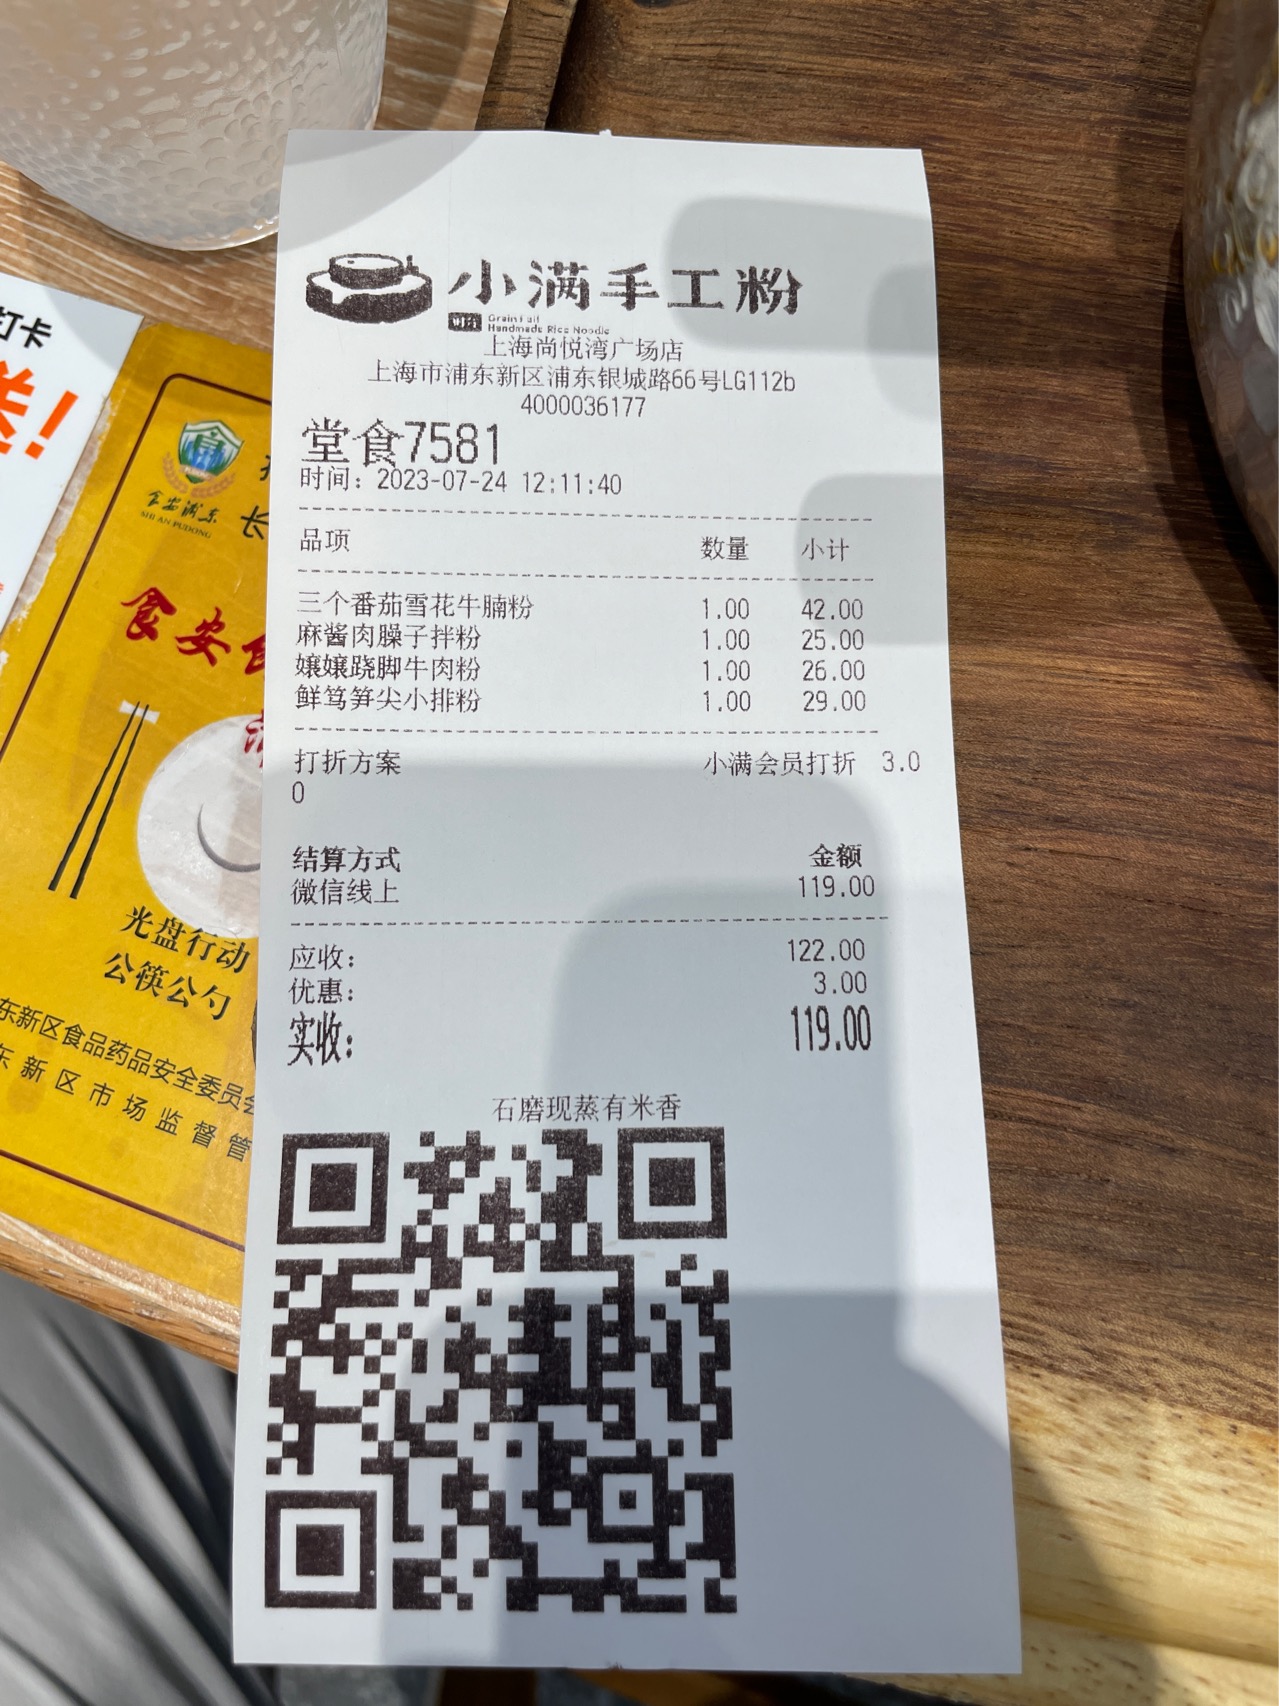 小满手工粉
Grain Full
Handmade Rice Noodle
上海尚悦湾广场店
上海市浦东新区浦东银城路66号LG112b
4000036177
堂食7581
时间：2023-07-24 12:11:40
品项 数量 小计
三个番茄雪花牛腩粉 1.00 42.00
麻酱肉臊子拌粉 1.00 25.00
嬢嬢跷脚牛肉粉 1.00 26.00
鲜笃笋尖小排粉 1.00 29.00
打折方案 小满会员打折 3.0
0
结算方式 金额
微信线上 119.00
应收： 122.00
优惠： 3.00
实收： 119.00
石磨现蒸有米香
打卡
送！
食安浦东
SHI AN PUDONG
长
食安
光盘行动
公筷公勺
东新区食品药品安全委员会
东新区市场监督管